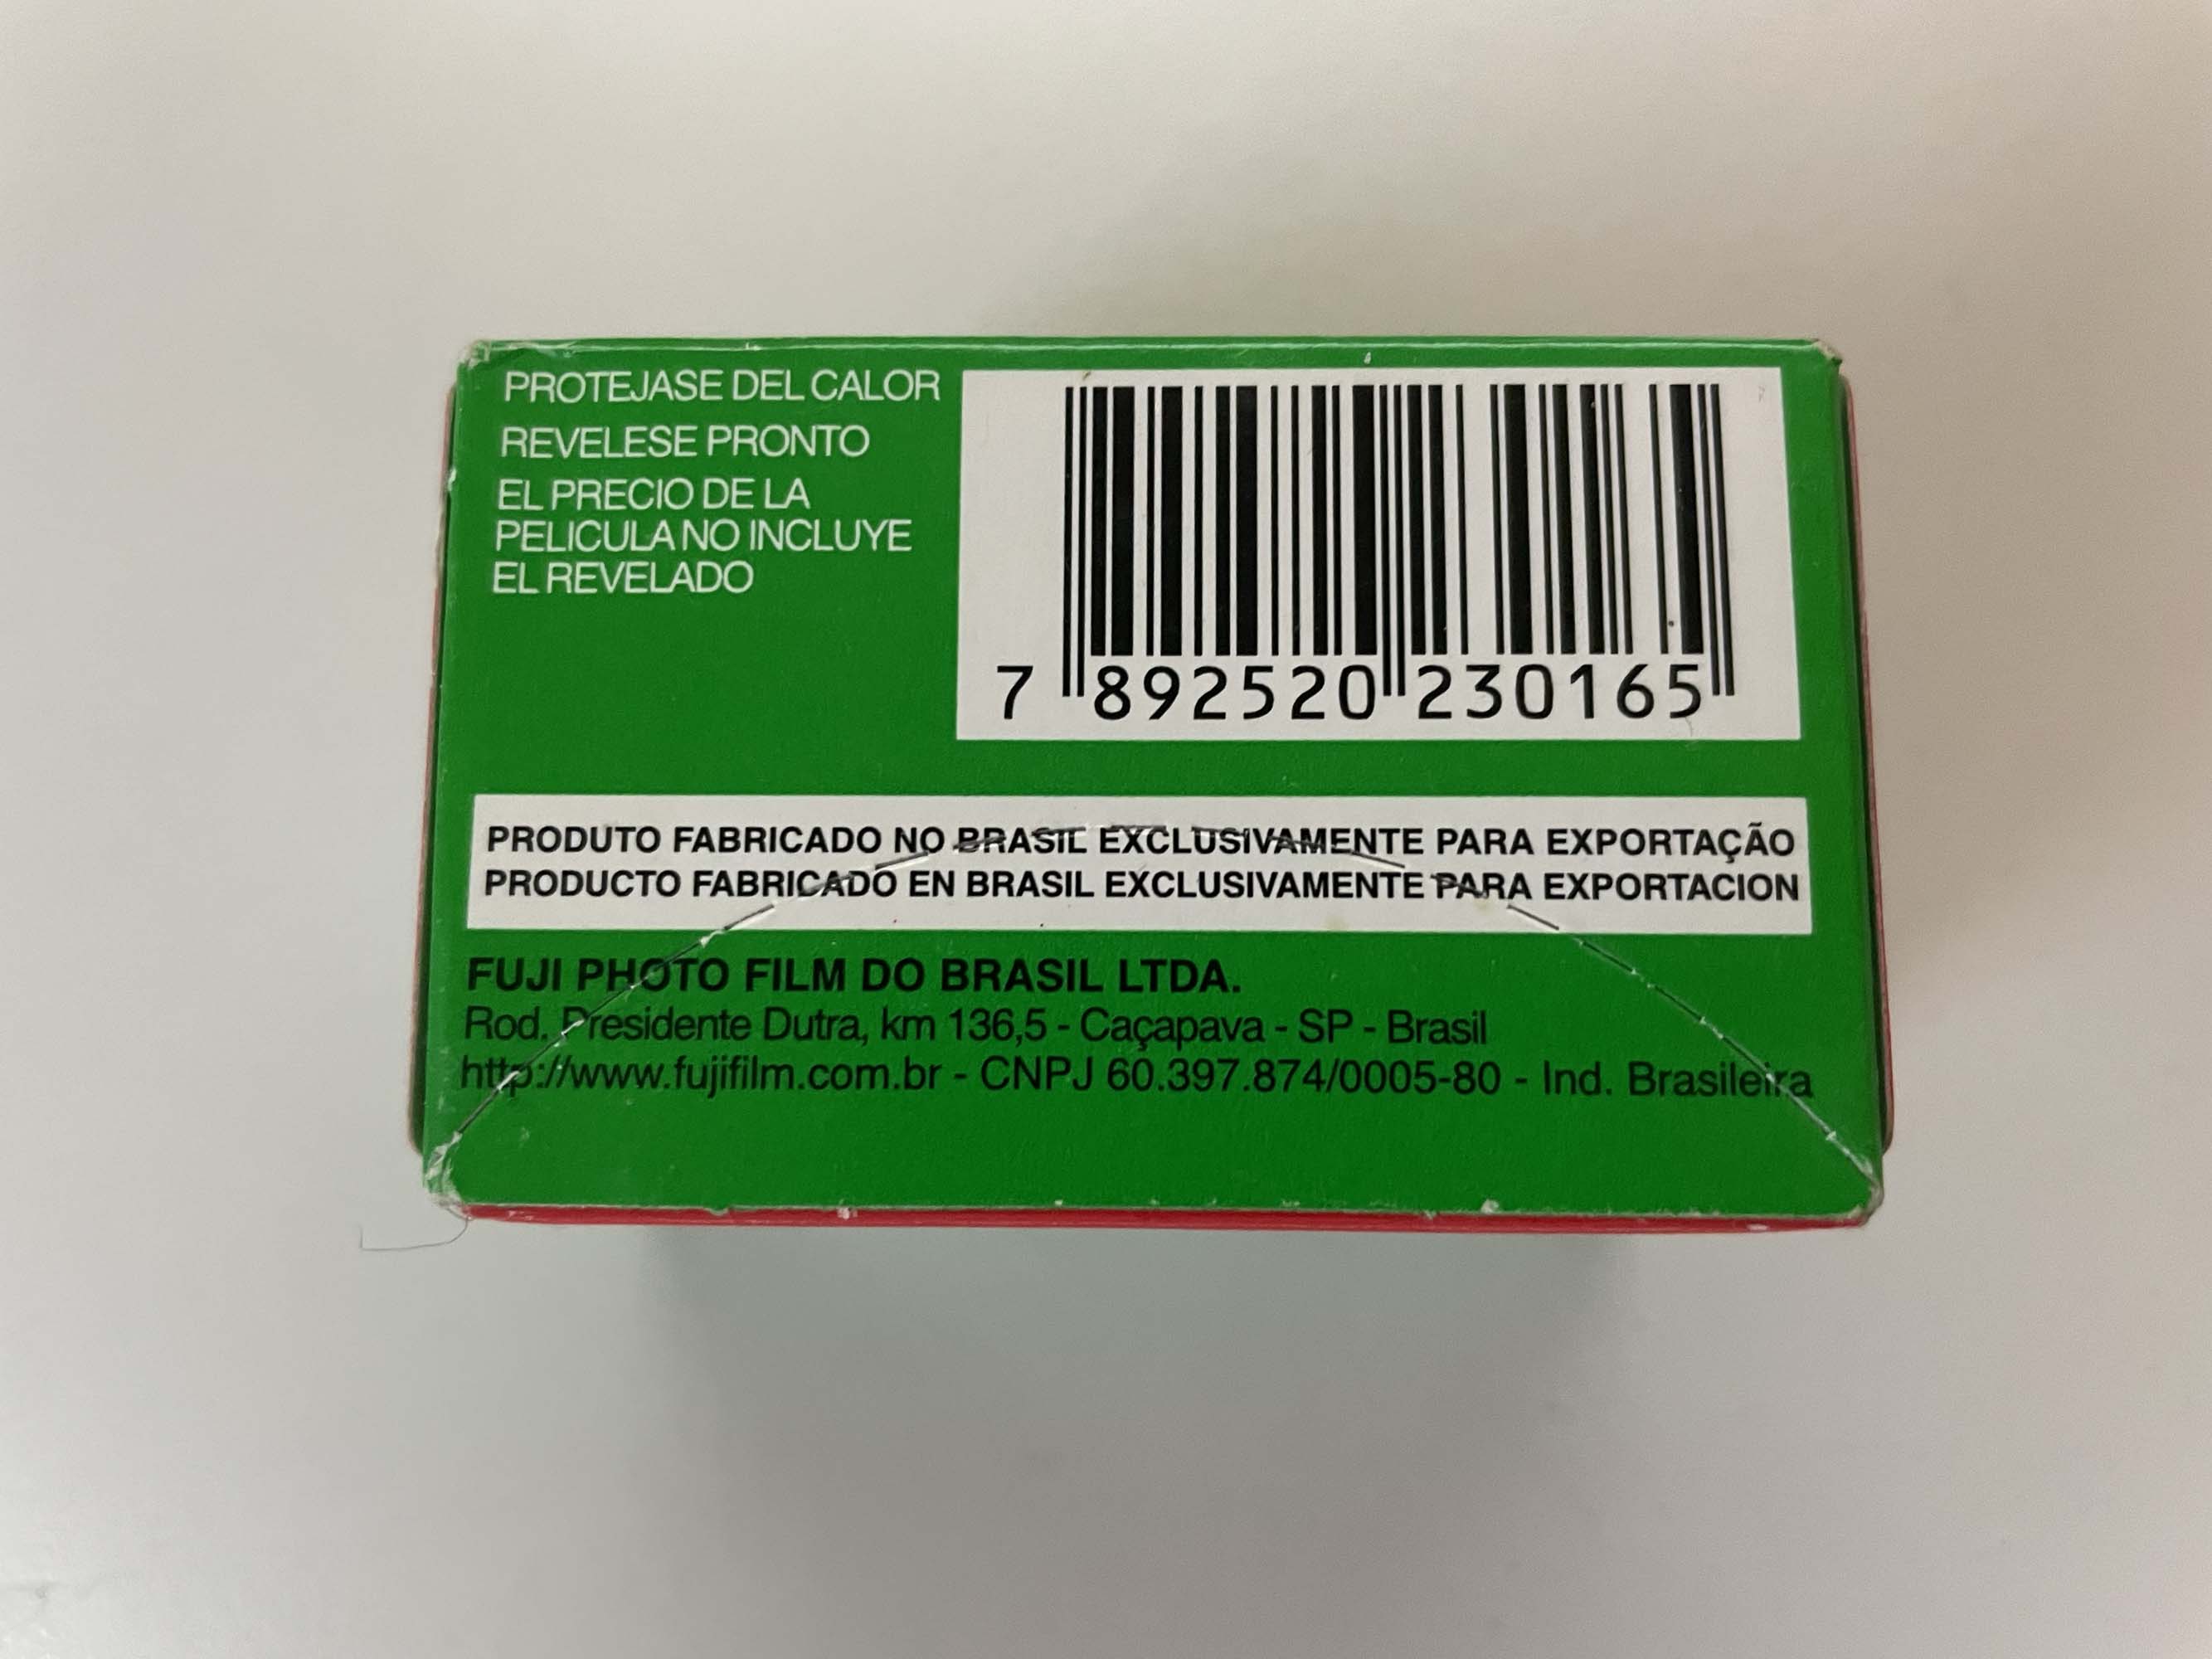 PROTEJASE DEL CALOR
REVELESE PRONTO
EL PRECIO DE LA
PELICULA NO INCLUYE
EL REVELADO
7 892520 230165
PRODUTO FABRICADO NO BRASIL EXCLUSIVAMENTE PARA EXPORTAÇÃO
PRODUCTO FABRICADO EN BRASIL EXCLUSIVAMENTE PARA EXPORTACION
FUJI PHOTO FILM DO BRASIL LTDA.
Rod. Presidente Dutra, km 136,5 - Caçapava - SP - Brasil
http://www.fujifilm.com.br - CNPJ 60.397.874/0005-80 - Ind. Brasileira